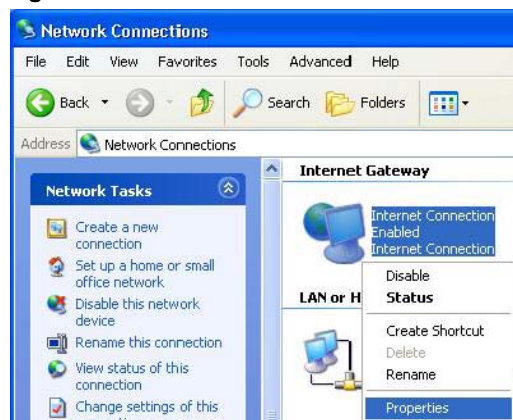 Network Connections
File Edit View Favorites Tools Advanced Help
Back Search Folders
Address Network Connections
Network Tasks
Create a new
connection
Set up a home or small
office network
Disable this network
device
Rename this connection
View status of this
connection
Change settings of this
Internet Gateway
Internet Connection
Enabled
Internet Connection
LAN or H
Disable
Status
Create Shortcut
Delete
Rename
Properties